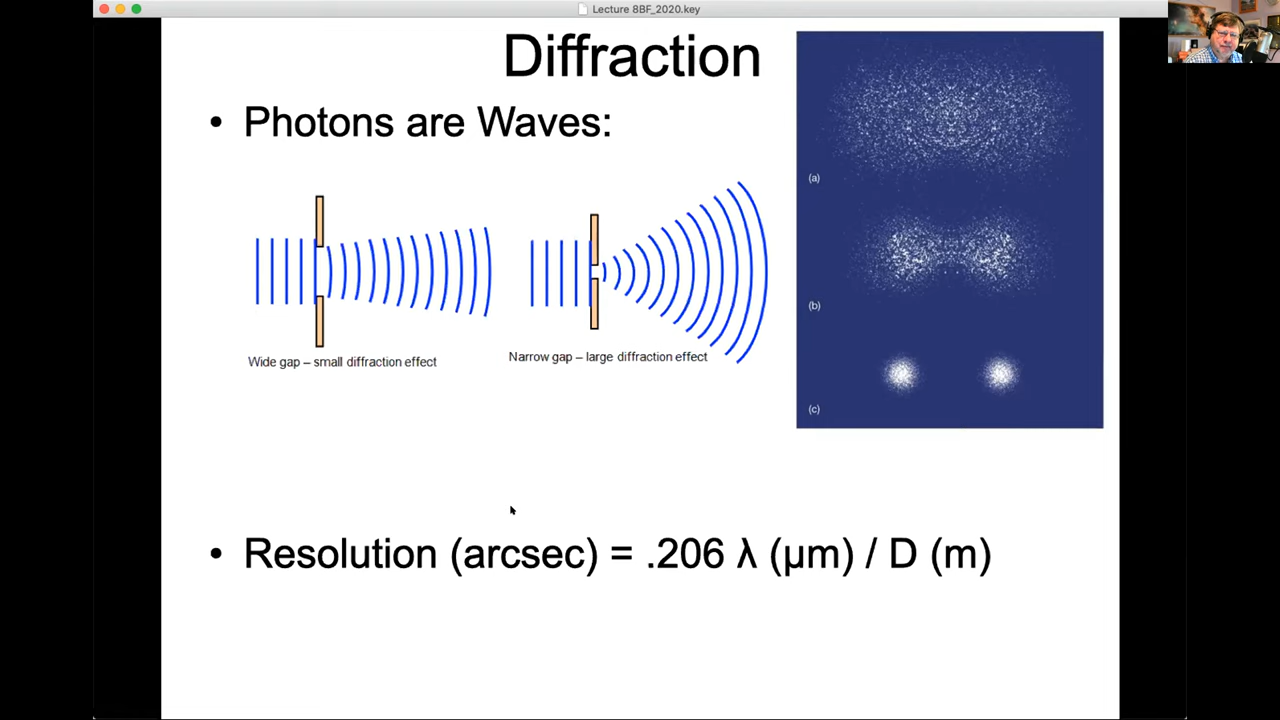 Lecture 8BF_2020.key
Diffraction
• Photons are Waves:
Wide gap – small diffraction effect
Narrow gap – large diffraction effect
(a)
(b)
(c)
• Resolution (arcsec) = .206 λ (μm) / D (m)